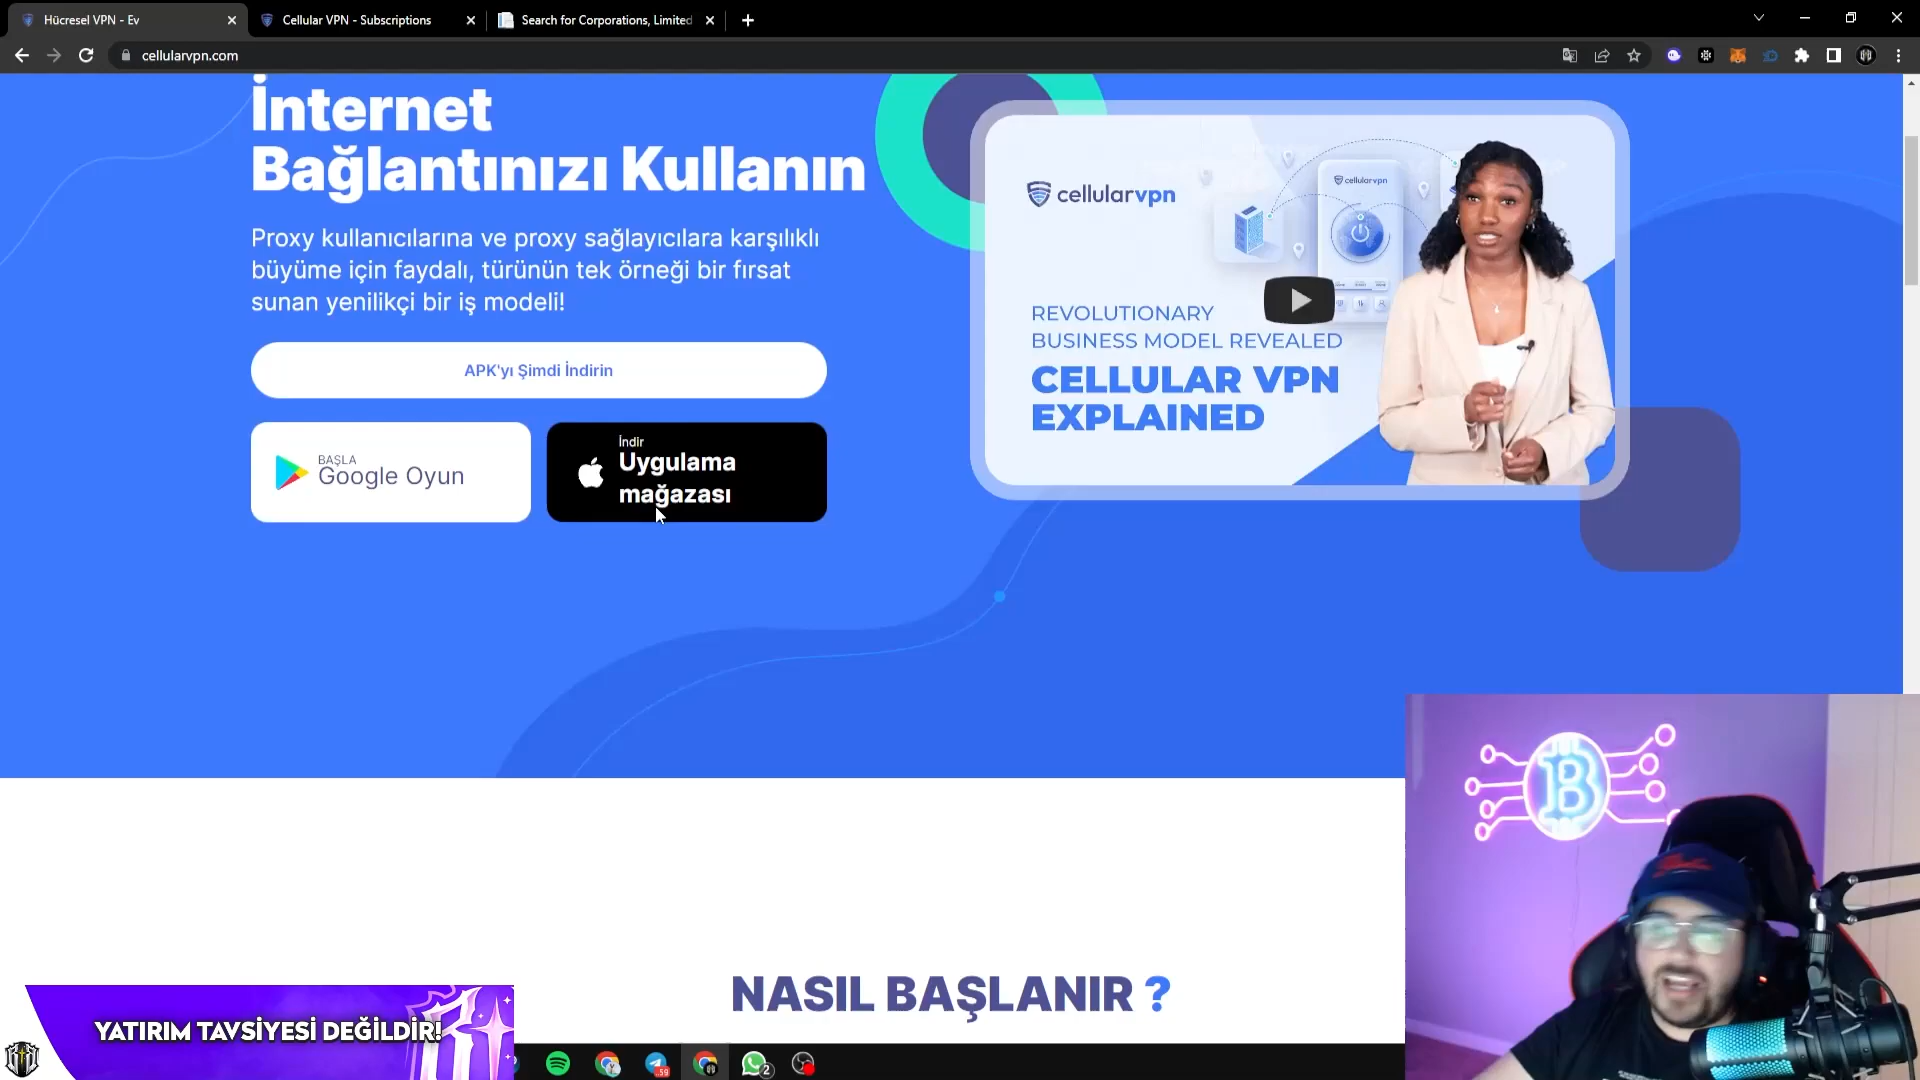 Hücresel VPN - Ev
Cellular VPN - Subscriptions
Search for Corporations, Limited
cellularvpn.com
İnternet
Bağlantınızı Kullanın
Proxy kullanıcılarına ve proxy sağlayıcılara karşılıklı
büyüme için faydalı, türünün tek örneği bir fırsat
sunan yenilikçi bir iş modeli!
APK'yı Şimdi İndirin
BAŞLA
Google Oyun
İndir
Uygulama
mağazası
cellularvpn
cellularvpn
REVOLUTIONARY
BUSINESS MODEL REVEALED
CELLULAR VPN
EXPLAINED
NASIL BAŞLANIR ?
YATIRIM TAVSİYESİ DEĞİLDİR!
59
2